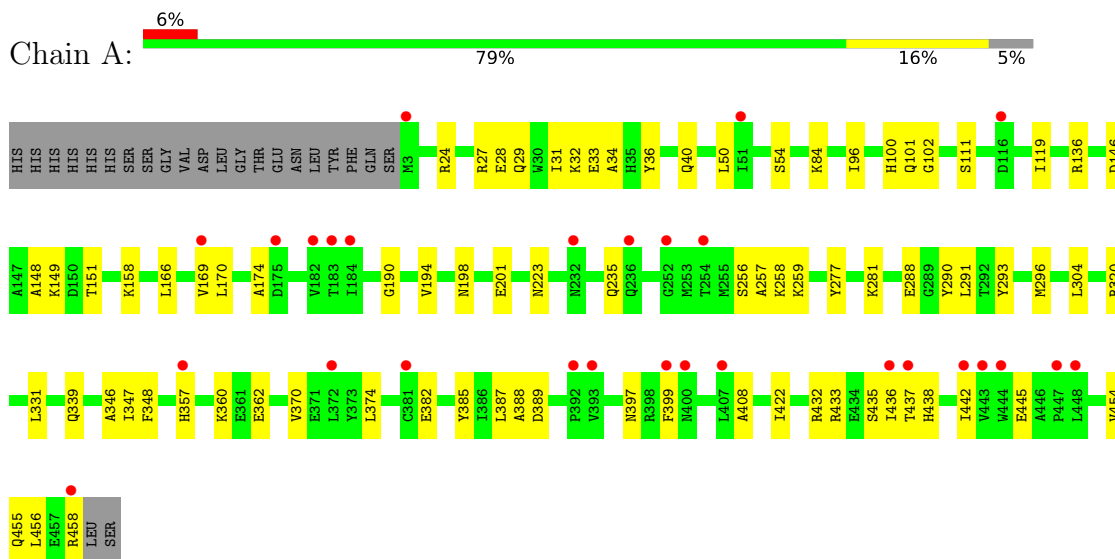 6%
Chain A:
79% 16% 5%
HIS HIS HIS HIS HIS HIS SER SER GLY VAL ASP LEU GLY THR GLU ASN LEU TYR PHE GLN SER M3 R24 R27 E28 Q29 W30 I31 K32 E33 A34 H35 Y36 Q40 L50 I51 S54 K84 I96 H100 Q101 G102 S111 D116 I119 R136
A147 A148 K149 D150 T151 K158 L166 V169 L170 A174 D175 V182 T183 I184 G190 V194 N198 E201 N223 N232 Q235 Q236 G252 M253 T254 M255 S256 A257 K258 K259 Y277 K281 E288 G289 Y290 L291 T292 Y293 M296 L304
L331 Q339 A346 I347 F348 H357 K360 E361 E362 V370 E371 L372 Y373 L374 C381 E382 Y385 I386 L387 A388 D389 P392 V393 N397 R398 F399 N400 L407 A408 I422 R432 R433 E434 S435 I436 T437 H438 I442 V443 W444 E445 A446 P447 L448
Q455 L456 E457 R458 LEU SER